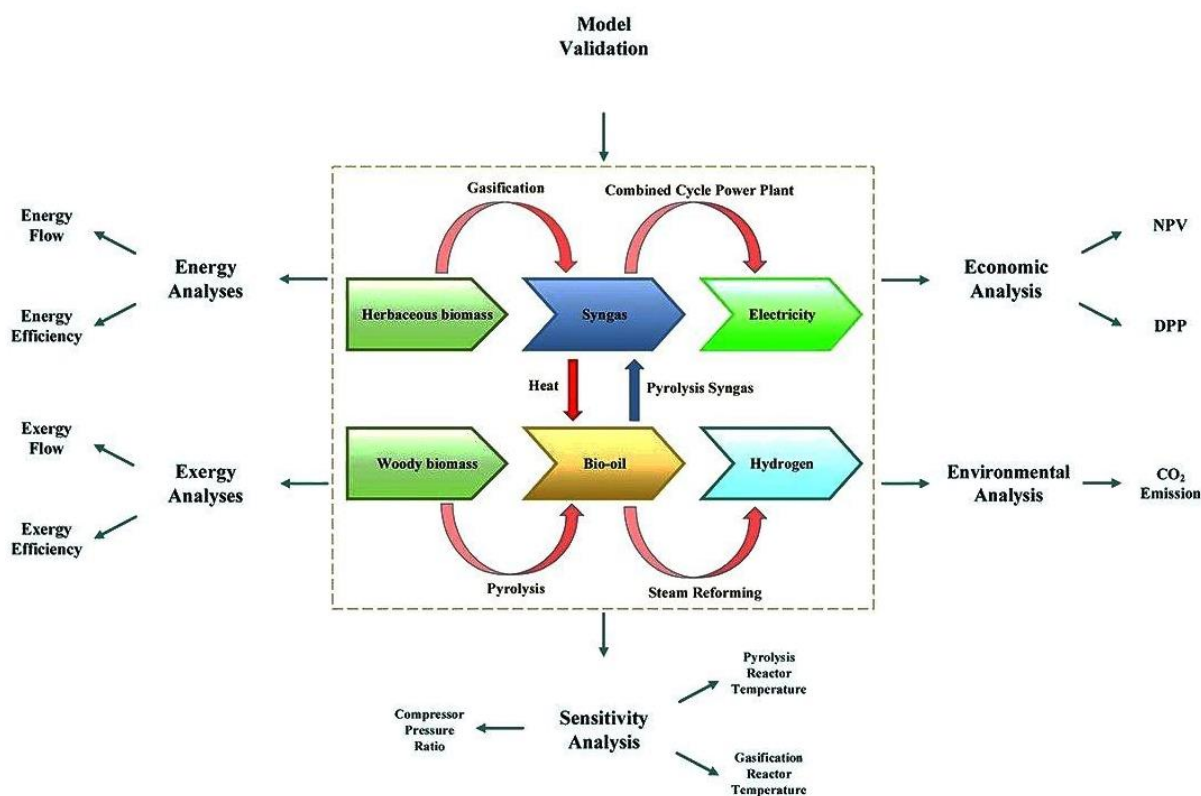 Model
Validation
Gasification
Combined Cycle Power Plant
Energy
Flow
Energy
Analyses
Energy
Efficiency
Herbaceous biomass
Syngas
Electricity
Economic
Analysis
NPV
DPP
Heat
Pyrolysis Syngas
Exergy
Flow
Exergy
Analyses
Exergy
Efficiency
Woody biomass
Bio-oil
Hydrogen
Environmental
Analysis
CO₂
Emission
Pyrolysis
Steam Reforming
Compressor
Pressure
Ratio
Sensitivity
Analysis
Pyrolysis
Reactor
Temperature
Gasification
Reactor
Temperature